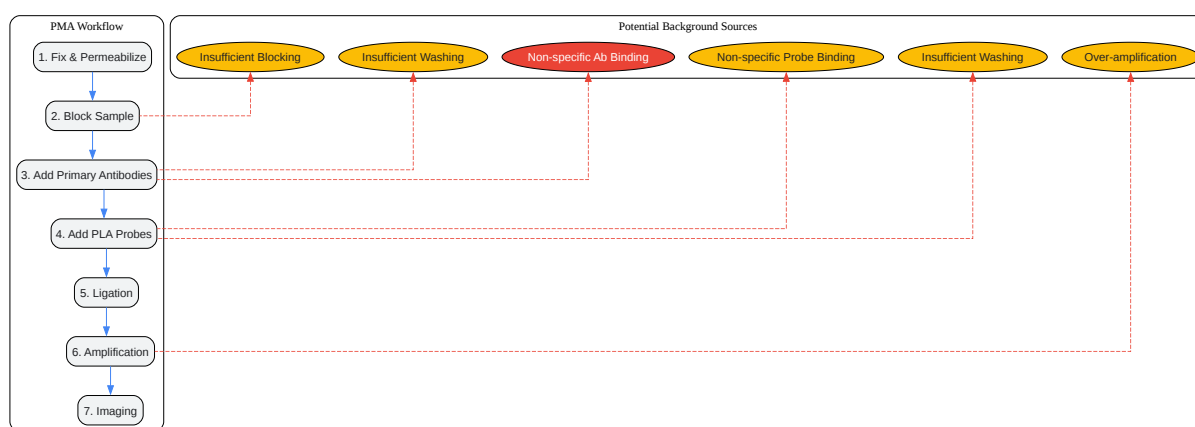 PMA Workflow
Potential Background Sources
1. Fix & Permeabilize
Insufficient Blocking
Insufficient Washing
Non-specific Ab Binding
Non-specific Probe Binding
Insufficient Washing
Over-amplification
2. Block Sample
3. Add Primary Antibodies
4. Add PLA Probes
5. Ligation
6. Amplification
7. Imaging